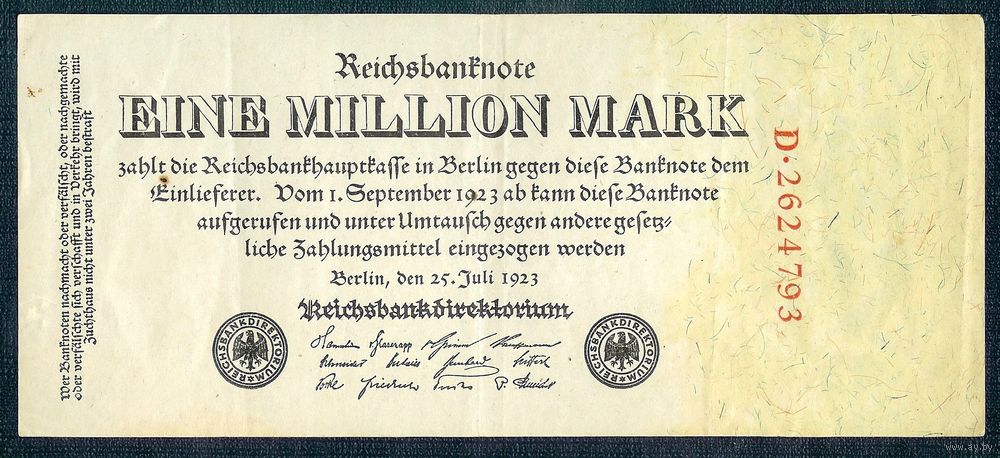 Reichsbanknote
EINE MILLION MARK
zahlt die Reichsbankhauptkasse in Berlin gegen diese Banknote dem
Einlieferer. Vom 1. September 1923 ab kann diese Banknote
aufgerufen und unter Umtausch gegen andere gesetz-
liche Zahlungsmittel eingezogen werden
Berlin, den 25. Juli 1923
Reichsbankdirektorium
REICHSBANKDIREKTORIUM
REICHSBANKDIREKTORIUM
Wer Banknoten nachmacht oder verfälscht, oder nachgemachte
oder verfälschte sich verschafft und in Verkehr bringt, wird mit
Zuchthaus nicht unter zwei Jahren bestraft
D·2624793
www.ay.by